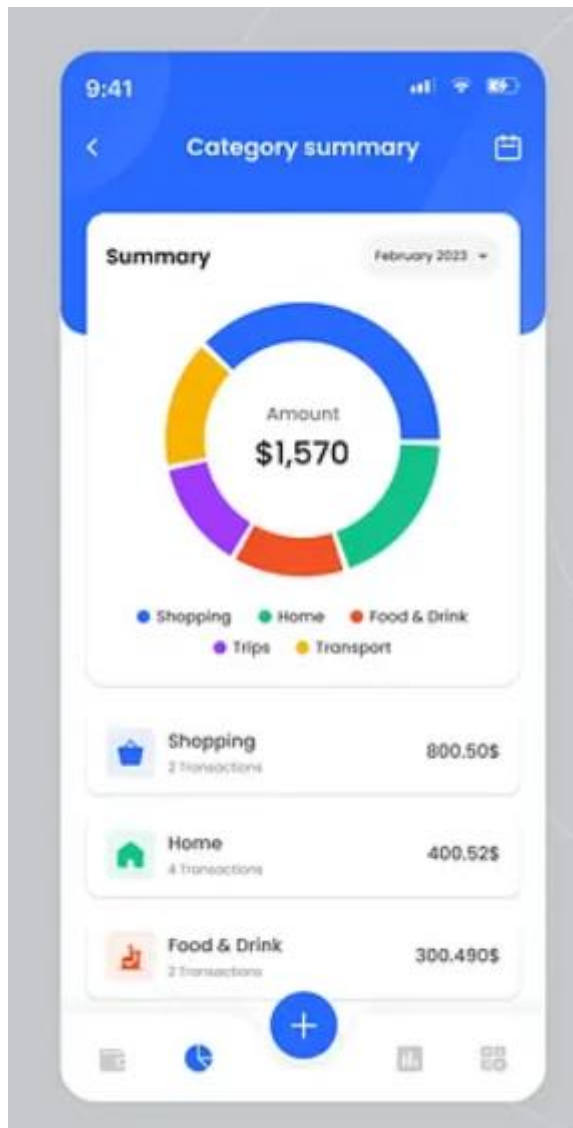 9:41
Category summary
Summary
February 2023
Amount
$1,570
Shopping Home Food & Drink
Trips Transport
Shopping
800.50$
2 Transactions
Home
400.52$
4 Transactions
Food & Drink
300.490$
2 Transactions